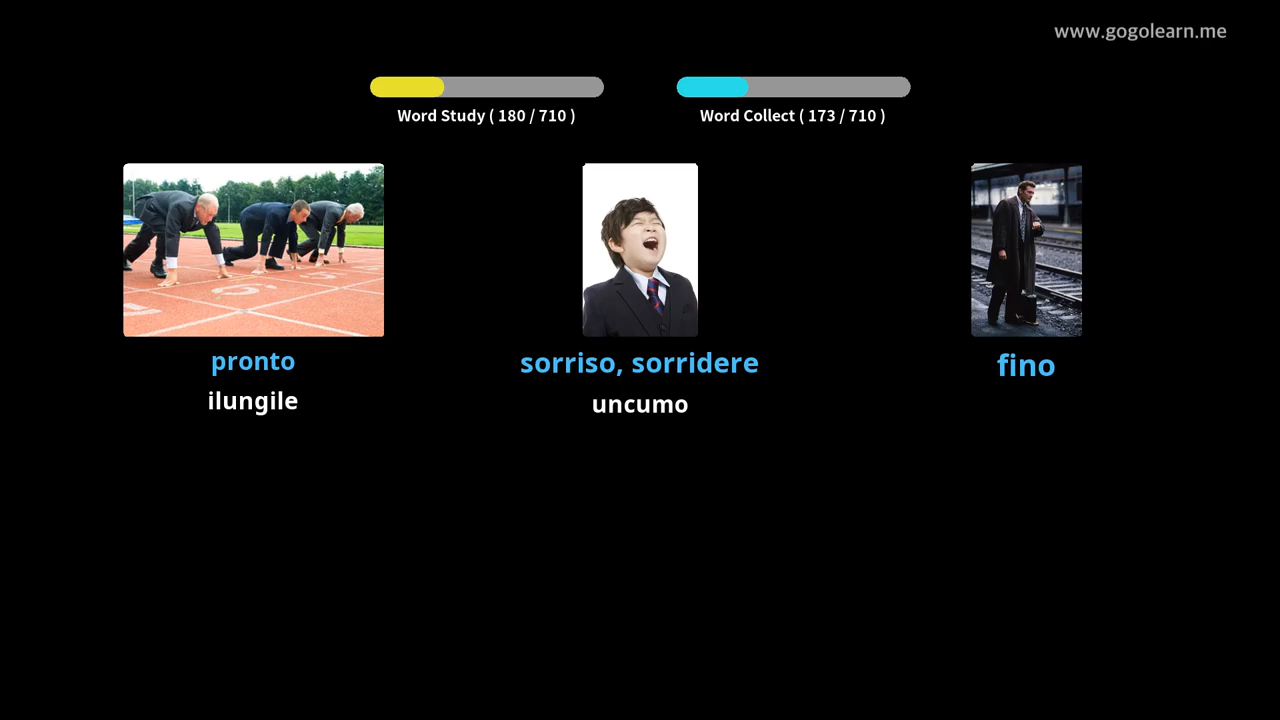 www.gogolearn.me
Word Study ( 180 / 710 )
Word Collect ( 173 / 710 )
pronto
ilungile
sorriso, sorridere
uncumo
fino